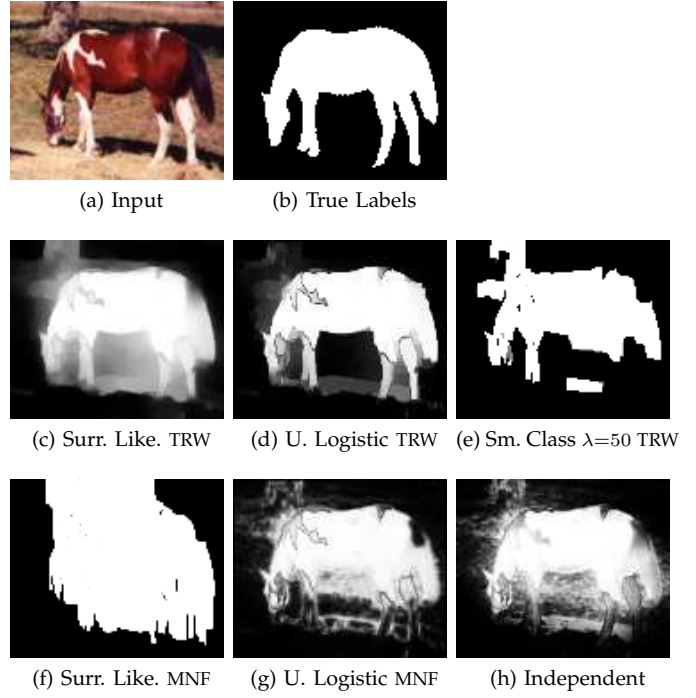 (a) Input
(b) True Labels
(c) Surr. Like. TRW
(d) U. Logistic TRW
(e) Sm. Class λ=50 TRW
(f) Surr. Like. MNF
(g) U. Logistic MNF
(h) Independent